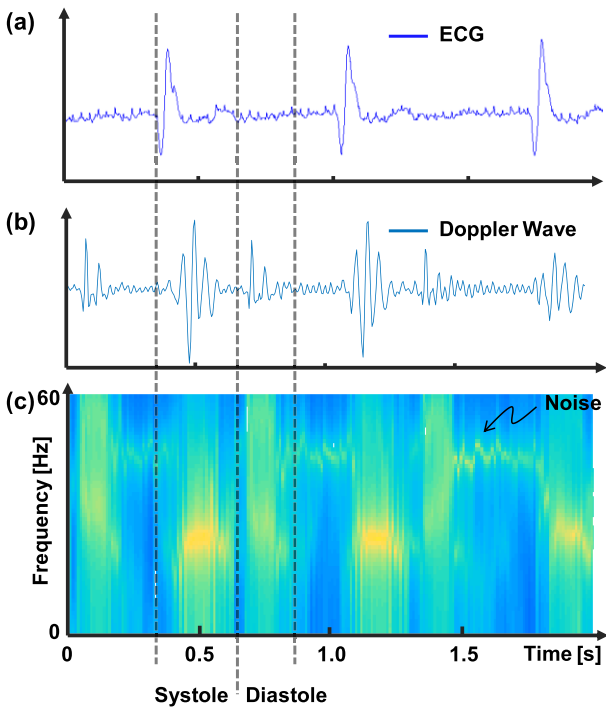 (a)
ECG
(b)
Doppler Wave
(c)
60
Noise
Frequency [Hz]
0
0 0.5 1.0 1.5 Time [s]
Systole Diastole